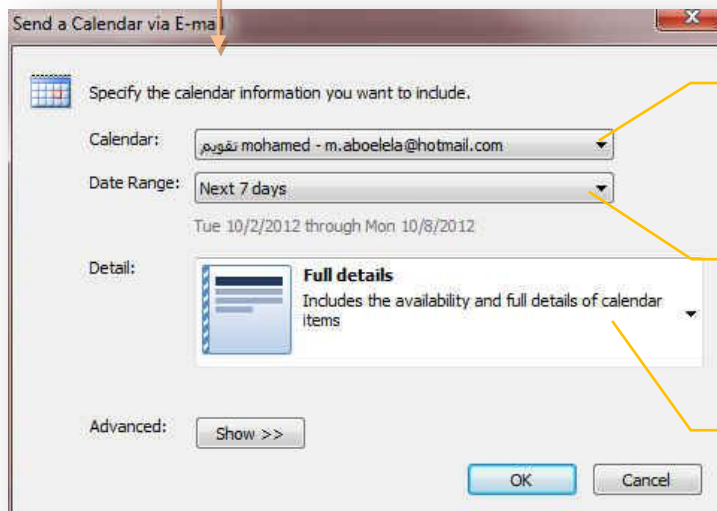 Send a Calendar via E-mail
Specify the calendar information you want to include.
Calendar:
تقويم mohamed - m.aboelela@hotmail.com
Date Range:
Next 7 days
Tue 10/2/2012 through Mon 10/8/2012
Detail:
Full details
Includes the availability and full details of calendar
items
Advanced:
Show >>
OK
Cancel